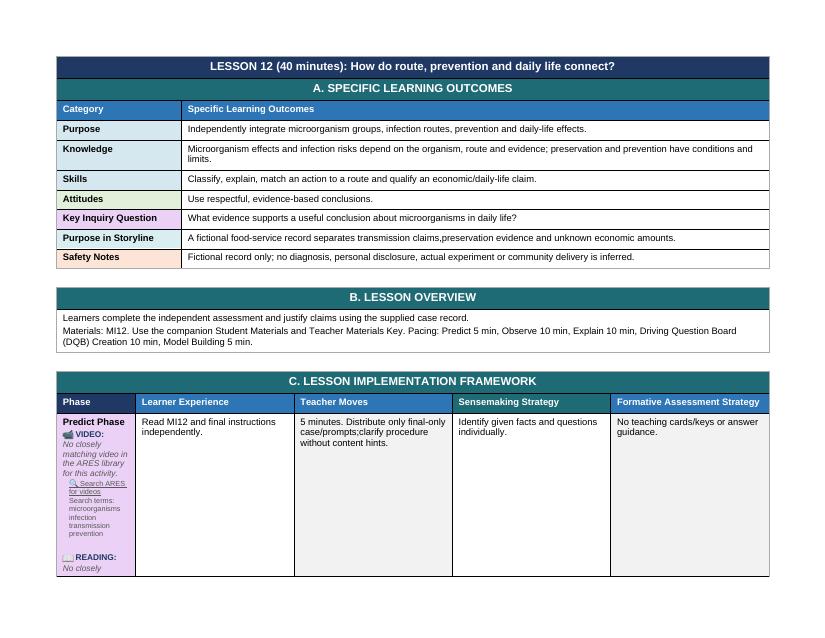 LESSON 12 (40 minutes): How do route, prevention and daily life connect?
A. SPECIFIC LEARNING OUTCOMES
Category Specific Learning Outcomes
Purpose Independently integrate microorganism groups, infection routes, prevention and daily-life effects.
Knowledge Microorganism effects and infection risks depend on the organism, route and evidence; preservation and prevention have conditions and
limits.
Skills Classify, explain, match an action to a route and qualify an economic/daily-life claim.
Attitudes Use respectful, evidence-based conclusions.
Key Inquiry Question What evidence supports a useful conclusion about microorganisms in daily life?
Purpose in Storyline A fictional food-service record separates transmission claims,preservation evidence and unknown economic amounts.
Safety Notes Fictional record only; no diagnosis, personal disclosure, actual experiment or community delivery is inferred.
B. LESSON OVERVIEW
Learners complete the independent assessment and justify claims using the supplied case record.
Materials: MI12. Use the companion Student Materials and Teacher Materials Key. Pacing: Predict 5 min, Observe 10 min, Explain 10 min, Driving Question Board
(DQB) Creation 10 min, Model Building 5 min.
C. LESSON IMPLEMENTATION FRAMEWORK
Phase Learner Experience Teacher Moves Sensemaking Strategy Formative Assessment Strategy
Predict Phase
📹 VIDEO:
No closely
matching video in
the ARES library
for this activity.
🔍 Search ARES
for videos
Search terms:
microorganisms
infection
transmission
prevention
📖 READING:
No closely
Read MI12 and final instructions
independently.
5 minutes. Distribute only final-only
case/prompts;clarify procedure
without content hints.
Identify given facts and questions
individually.
No teaching cards/keys or answer
guidance.